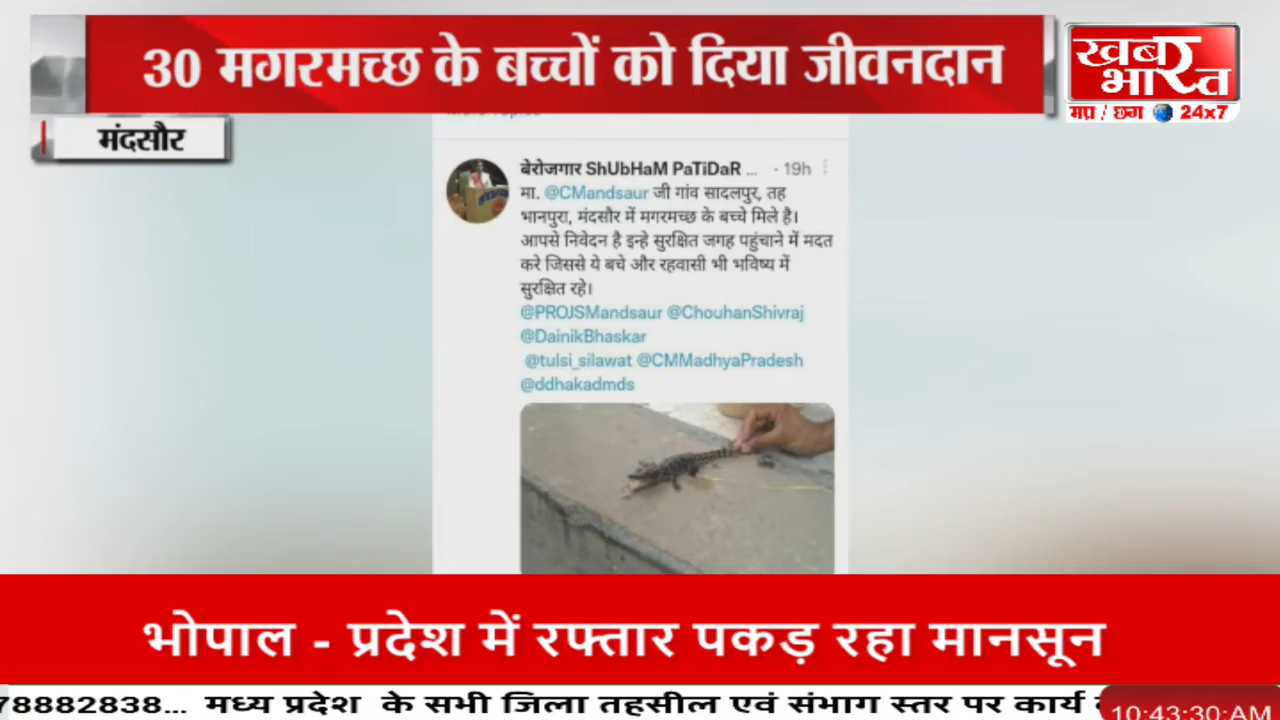 30 मगरमच्छ के बच्चों को दिया जीवनदान
खबर
भारत
मप्र / छग 24x7
मंदसौर
बेरोजगार ShUbHaM PaTiDaR ... · 19h
मा. @CMandsaur जी गांव सादलपुर, तह
भानपुरा, मंदसौर में मगरमच्छ के बच्चे मिले है।
आपसे निवेदन है इन्हे सुरक्षित जगह पहुंचाने में मदत
करे जिससे ये बचे और रहवासी भी भविष्य में
सुरक्षित रहे।
@PROJSMandsaur @ChouhanShivraj
@DainikBhaskar
@tulsi_silawat @CMMadhyaPradesh
@ddhakadmds
भोपाल - प्रदेश में रफ्तार पकड़ रहा मानसून
78882838... मध्य प्रदेश के सभी जिला तहसील एवं संभाग स्तर पर कार्य
10:43:30:AM